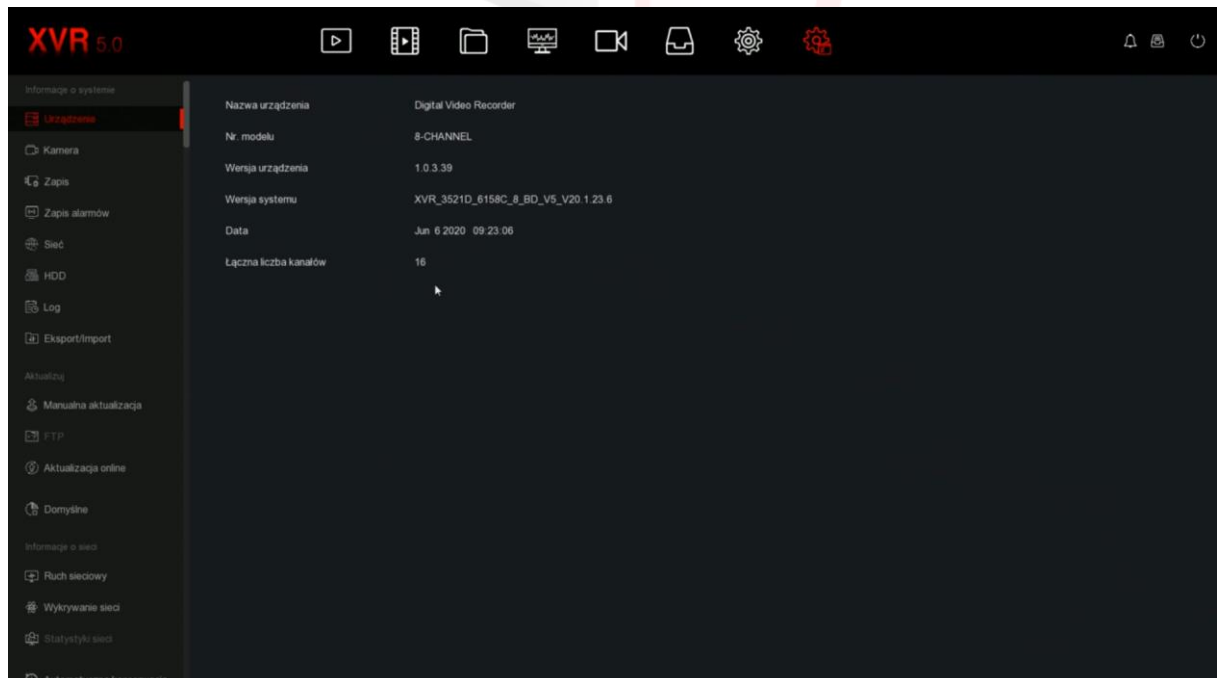 XVR 5.0
Informacje o systemie
Urządzenie
Kamera
Zapis
Zapis alarmów
Sieć
HDD
Log
Eksport/Import
Aktualizuj
Manualna aktualizacja
FTP
Aktualizacja online
Domyślne
Informacje o sieci
Ruch sieciowy
Wykrywanie sieci
Statystyki sieci
Nazwa urządzenia Digital Video Recorder
Nr. modelu 8-CHANNEL
Wersja urządzenia 1.0.3.39
Wersja systemu XVR_3521D_6158C_8_BD_V5_V20.1.23.6
Data Jun 6 2020 09:23:06
Łączna liczba kanałów 16